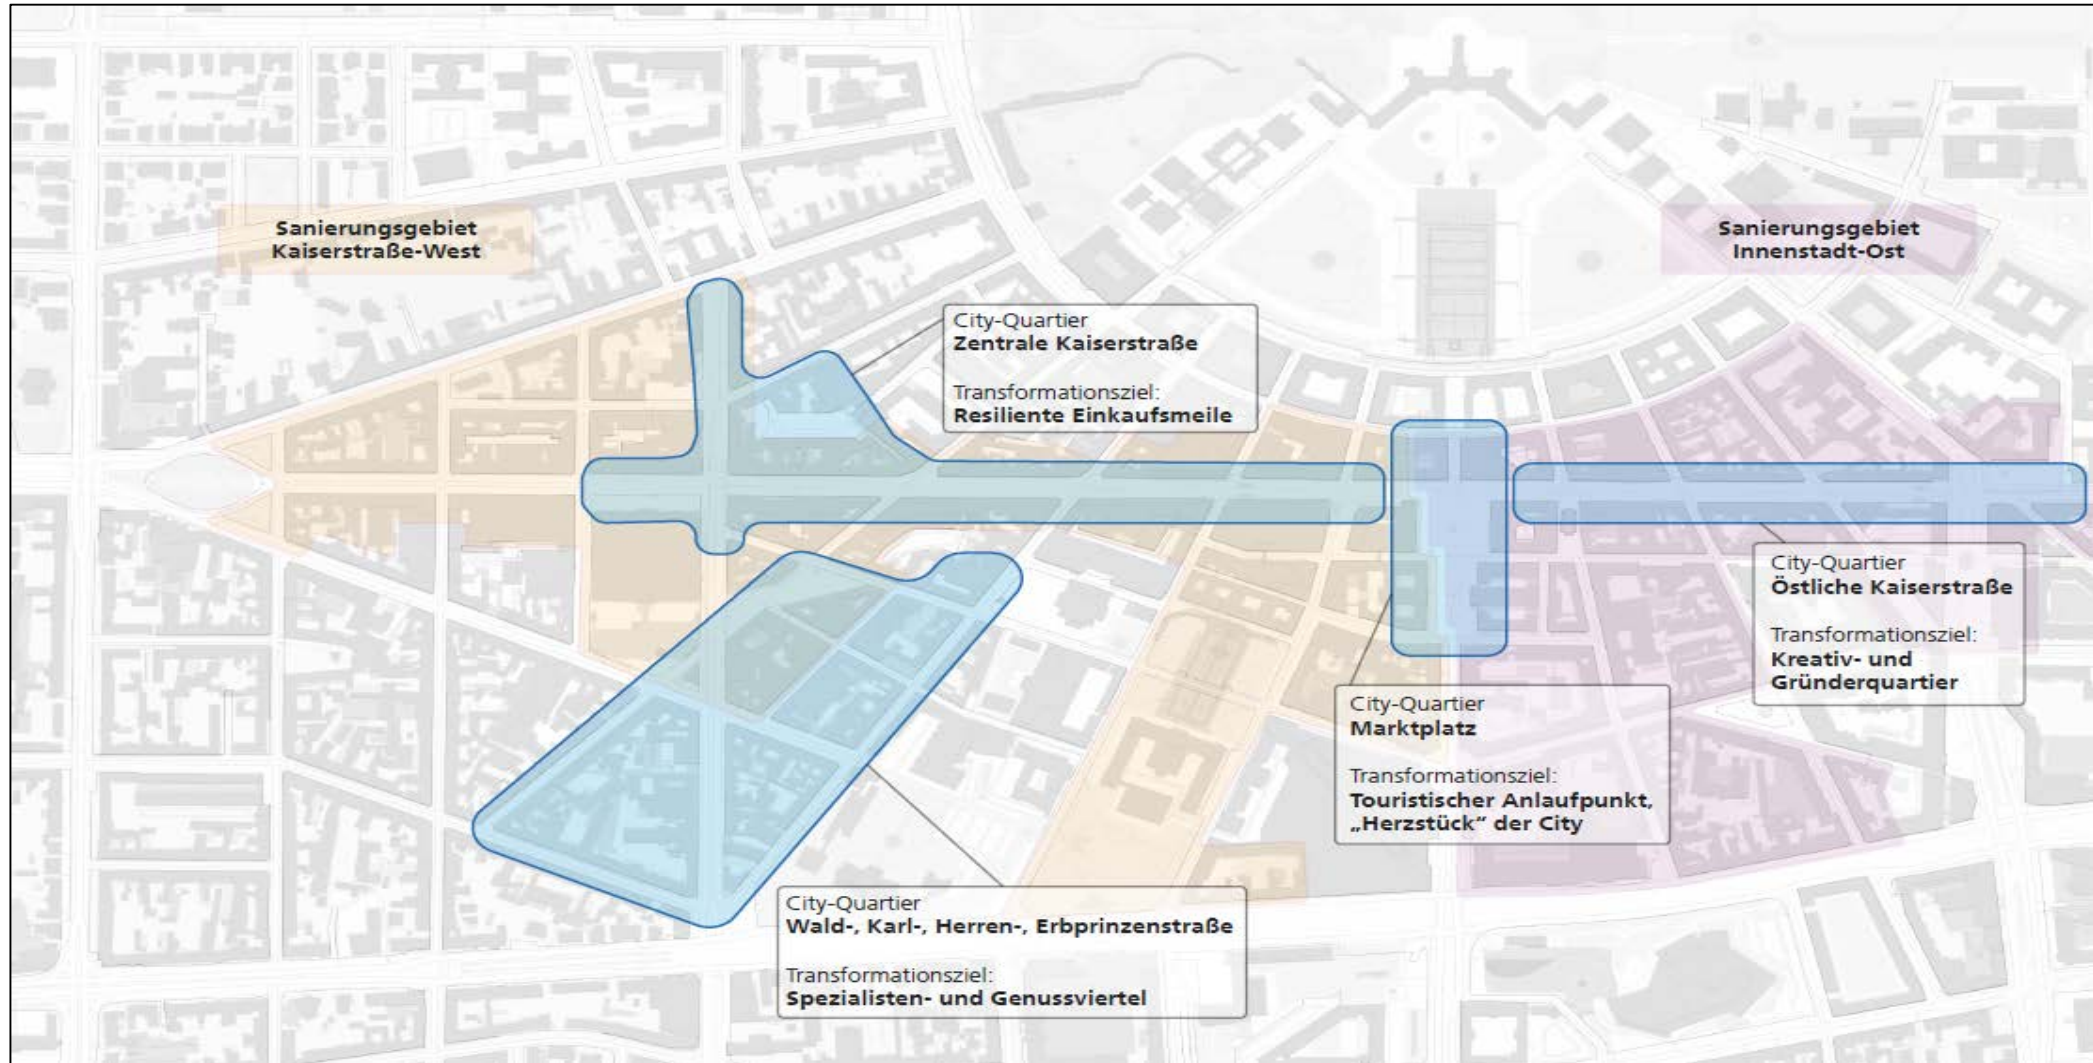 Sanierungsgebiet
Kaiserstraße-West
Sanierungsgebiet
Innenstadt-Ost
City-Quartier
Zentrale Kaiserstraße
Transformationsziel:
Resiliente Einkaufsmeile
City-Quartier
Östliche Kaiserstraße
Transformationsziel:
Kreativ- und
Gründerquartier
City-Quartier
Marktplatz
Transformationsziel:
Touristischer Anlaufpunkt,
„Herzstück“ der City
City-Quartier
Wald-, Karl-, Herren-, Erbprinzenstraße
Transformationsziel:
Spezialisten- und Genussviertel